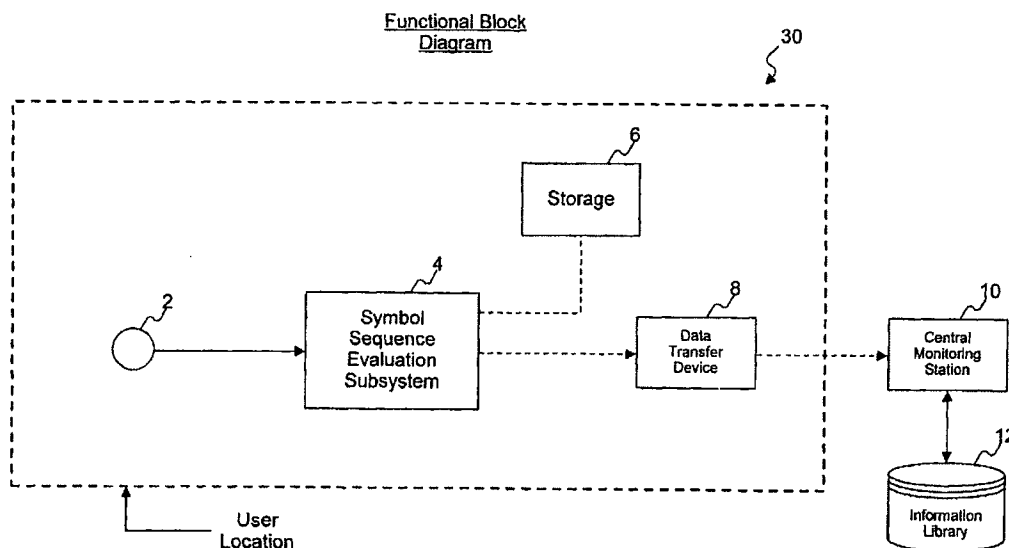 Functional Block
Diagram
30
6
Storage
4
Symbol
Sequence
Evaluation
Subsystem
2
8
Data
Transfer
Device
10
Central
Monitoring
Station
12
Information
Library
User
Location